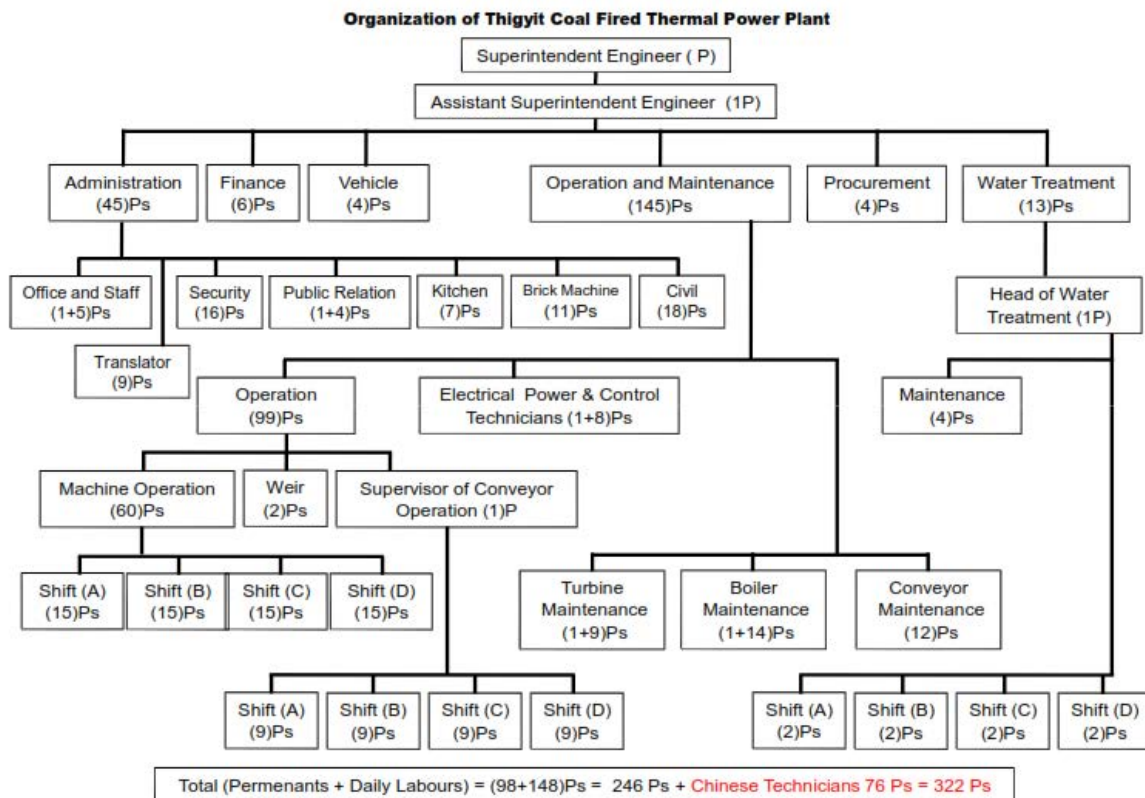 Organization of Thigyit Coal Fired Thermal Power Plant
Superintendent Engineer ( P)
Assistant Superintendent Engineer (1P)
Administration
(45)Ps
Finance
(6)Ps
Vehicle
(4)Ps
Operation and Maintenance
(145)Ps
Procurement
(4)Ps
Water Treatment
(13)Ps
Office and Staff
(1+5)Ps
Security
(16)Ps
Public Relation
(1+4)Ps
Kitchen
(7)Ps
Brick Machine
(11)Ps
Civil
(18)Ps
Head of Water
Treatment (1P)
Translator
(9)Ps
Operation
(99)Ps
Electrical Power & Control
Technicians (1+8)Ps
Maintenance
(4)Ps
Machine Operation
(60)Ps
Weir
(2)Ps
Supervisor of Conveyor
Operation (1)P
Shift (A)
(15)Ps
Shift (B)
(15)Ps
Shift (C)
(15)Ps
Shift (D)
(15)Ps
Turbine
Maintenance
(1+9)Ps
Boiler
Maintenance
(1+14)Ps
Conveyor
Maintenance
(12)Ps
Shift (A)
(9)Ps
Shift (B)
(9)Ps
Shift (C)
(9)Ps
Shift (D)
(9)Ps
Shift (A)
(2)Ps
Shift (B)
(2)Ps
Shift (C)
(2)Ps
Shift (D)
(2)Ps
Total (Permenants + Daily Labours) = (98+148)Ps = 246 Ps + Chinese Technicians 76 Ps = 322 Ps